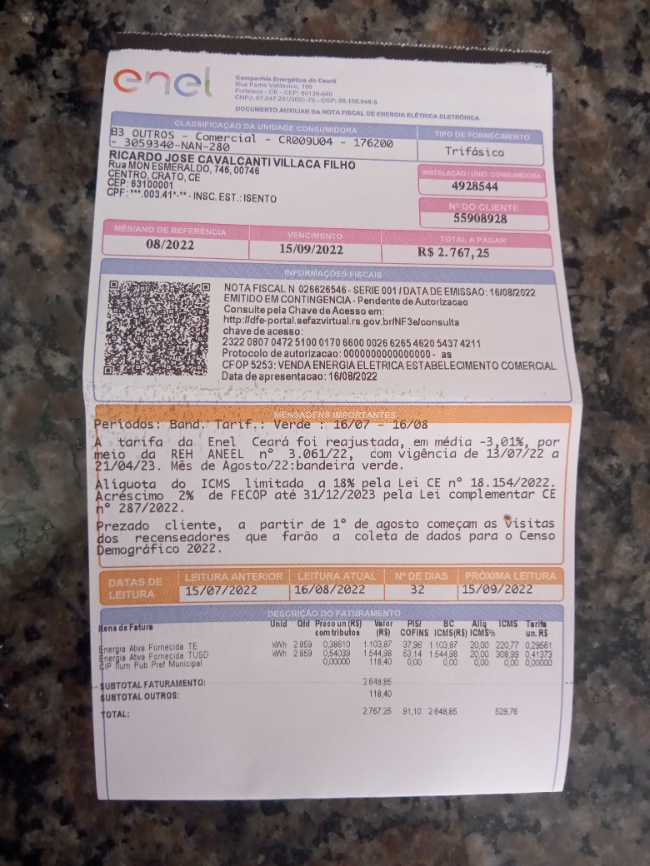 enel
Companhia Energética do Ceará
Rua Padre Valdevino, 150
Fortaleza - CE - CEP: 60135-040
DOCUMENTO AUXILIAR DA NOTA FISCAL DE ENERGIA ELÉTRICA ELETRÔNICA
CLASSIFICAÇÃO DA UNIDADE CONSUMIDORA
B3 OUTROS - Comercial - CR009U04 - 176200
- 3059340-NAN-280
TIPO DE FORNECIMENTO
Trifásico
RICARDO JOSE CAVALCANTI VILLACA FILHO
Rua MON ESMERALDO, 746, 00746
CENTRO, CRATO, CE
CEP: 63100001
CPF: ***.003.41*-** - INSC. EST.: ISENTO
INSTALAÇÃO / UNID. CONSUMIDORA
4928544
Nº DO CLIENTE
55908928
MÊS/ANO DE REFERÊNCIA
08/2022
VENCIMENTO
15/09/2022
TOTAL A PAGAR
R$ 2.767,25
INFORMAÇÕES FISCAIS
NOTA FISCAL N 026626546 - SERIE 001 / DATA DE EMISSAO: 16/08/2022
EMITIDO EM CONTINGENCIA - Pendente de Autorizacao
Consulte pela Chave de Acesso em:
http://dfe-portal.sefazvirtual.rs.gov.br/NF3e/consulta
chave de acesso:
2322 0807 0472 5100 0170 6600 0026 6265 4620 5437 4211
Protocolo de autorizacao: 0000000000000000 - as
CFOP 5253: VENDA ENERGIA ELETRICA ESTABELECIMENTO COMERCIAL
Data de apresentacao: 16/08/2022
MENSAGENS IMPORTANTES
Periodos: Band. Tarif.: Verde : 16/07 - 16/08
A tarifa da Enel Ceará foi reajustada, em média -3,01%, por
meio da REH ANEEL nº 3.061/22, com vigência de 13/07/22 a
21/04/23. Mês de Agosto/22:bandeira verde.
Alíquota do ICMS limitada a 18% pela Lei CE nº 18.154/2022.
Acréscimo 2% de FECOP até 31/12/2023 pela Lei complementar CE
nº 287/2022.
Prezado cliente, a partir de 1º de agosto começam as visitas
dos recenseadores que farão a coleta de dados para o Censo
Demográfico 2022.
DATAS DE LEITURA
LEITURA ANTERIOR
15/07/2022
LEITURA ATUAL
16/08/2022
Nº DE DIAS
32
PRÓXIMA LEITURA
15/09/2022
DESCRIÇÃO DO FATURAMENTO
Itens de Fatura Unid Qtd Preco un (R$) com tributos Valor (R$) PIS/ COFINS BC ICMS(R$) Aliq ICMS% ICMS Tarifa un. R$
Energia Ativa Fornecida TE kWh 2.859 0,38610 1.103,87 37,96 1.103,87 20,00 220,77 0,29561
Energia Ativa Fornecida TUSD kWh 2.859 0,54039 1.544,98 53,14 1.544,98 20,00 308,99 0,41373
CIP Ilum Pub Pref Municipal 0,00000 118,40 0,00 0,00 0,00 0,00 0,00000
SUBTOTAL FATURAMENTO: 2.648,85
SUBTOTAL OUTROS: 118,40
TOTAL: 2.767,25 91,10 2.648,85 529,76